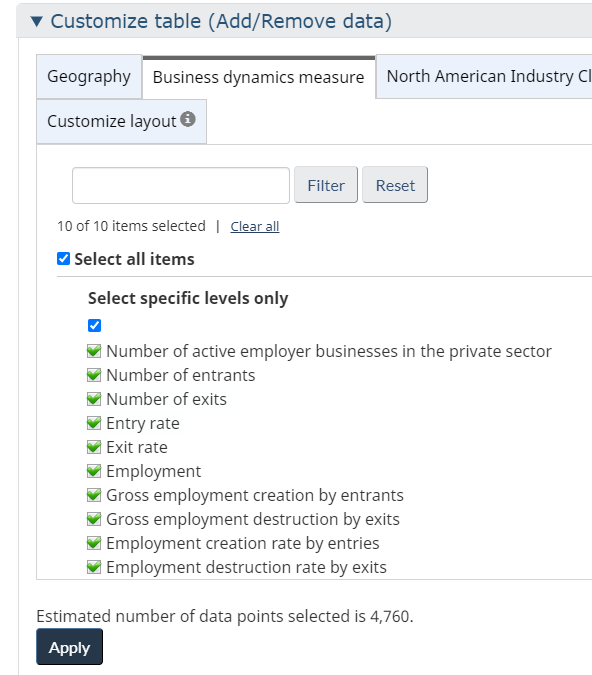 Customize table (Add/Remove data)
Geography
Business dynamics measure
North American Industry Cl
Customize layout
Filter
Reset
10 of 10 items selected | Clear all
Select all items
Select specific levels only
Number of active employer businesses in the private sector
Number of entrants
Number of exits
Entry rate
Exit rate
Employment
Gross employment creation by entrants
Gross employment destruction by exits
Employment creation rate by entries
Employment destruction rate by exits
Estimated number of data points selected is 4,760.
Apply